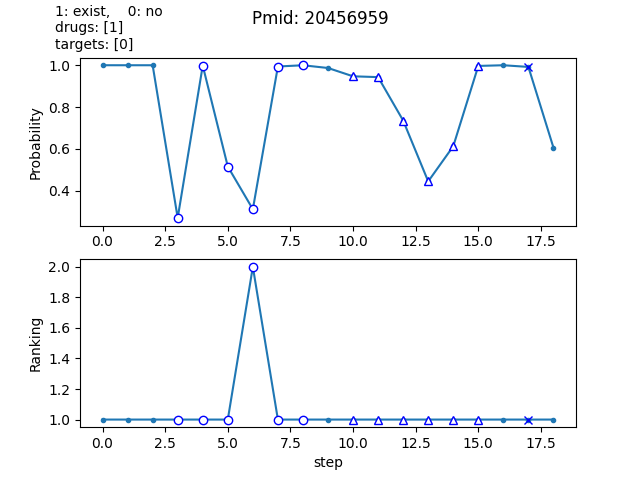 1: exist,    0: no
drugs: [1]
targets: [0]
Pmid: 20456959
1.0
0.8
0.6
0.4
Probability
0.0 2.5 5.0 7.5 10.0 12.5 15.0 17.5
2.0
1.8
1.6
1.4
1.2
1.0
Ranking
0.0 2.5 5.0 7.5 10.0 12.5 15.0 17.5
step